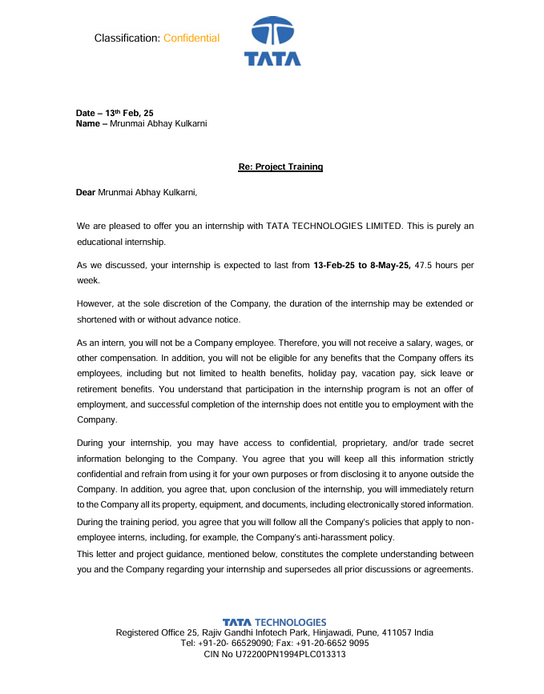 Classification: Confidential
TATA
Date – 13th Feb, 25
Name – Mrunmai Abhay Kulkarni
Re: Project Training
Dear Mrunmai Abhay Kulkarni,
We are pleased to offer you an internship with TATA TECHNOLOGIES LIMITED. This is purely an
educational internship.
As we discussed, your internship is expected to last from 13-Feb-25 to 8-May-25, 47.5 hours per
week.
However, at the sole discretion of the Company, the duration of the internship may be extended or
shortened with or without advance notice.
As an intern, you will not be a Company employee. Therefore, you will not receive a salary, wages, or
other compensation. In addition, you will not be eligible for any benefits that the Company offers its
employees, including but not limited to health benefits, holiday pay, vacation pay, sick leave or
retirement benefits. You understand that participation in the internship program is not an offer of
employment, and successful completion of the internship does not entitle you to employment with the
Company.
During your internship, you may have access to confidential, proprietary, and/or trade secret
information belonging to the Company. You agree that you will keep all this information strictly
confidential and refrain from using it for your own purposes or from disclosing it to anyone outside the
Company. In addition, you agree that, upon conclusion of the internship, you will immediately return
to the Company all its property, equipment, and documents, including electronically stored information.
During the training period, you agree that you will follow all the Company's policies that apply to non-
employee interns, including, for example, the Company's anti-harassment policy.
This letter and project guidance, mentioned below, constitutes the complete understanding between
you and the Company regarding your internship and supersedes all prior discussions or agreements.
TATA TECHNOLOGIES
Registered Office 25, Rajiv Gandhi Infotech Park, Hinjawadi, Pune, 411057 India
Tel: +91-20- 66529090; Fax: +91-20-6652 9095
CIN No U72200PN1994PLC013313